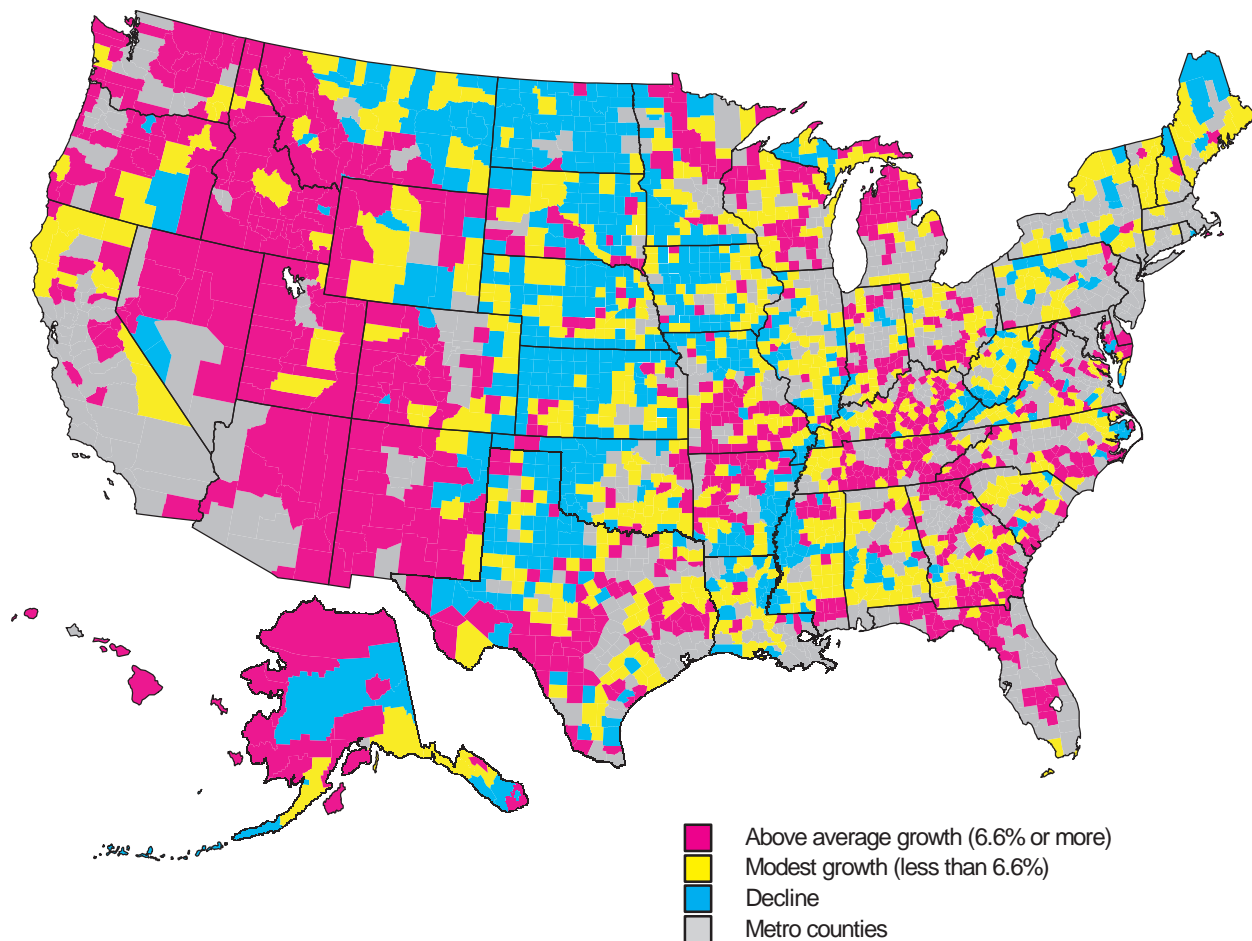 Above average growth (6.6% or more)
Modest growth (less than 6.6%)
Decline
Metro counties